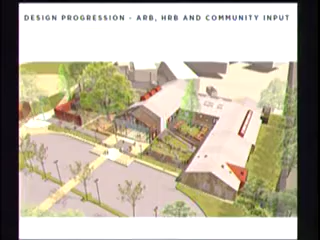 DESIGN PROGRESSION - ARB, HRB AND COMMUNITY INPUT